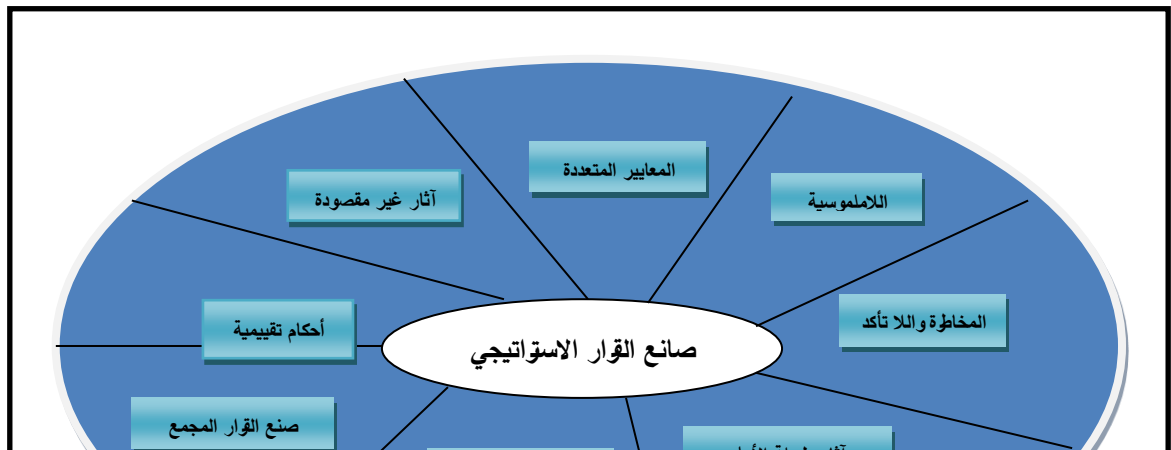 المعايير المتعددة
اللاملموسية
آثار غير مقصودة
المخاطرة واللا تأكد
أحكام تقييمية
صانع القرار الاستراتيجي
صنع القرار المجمع